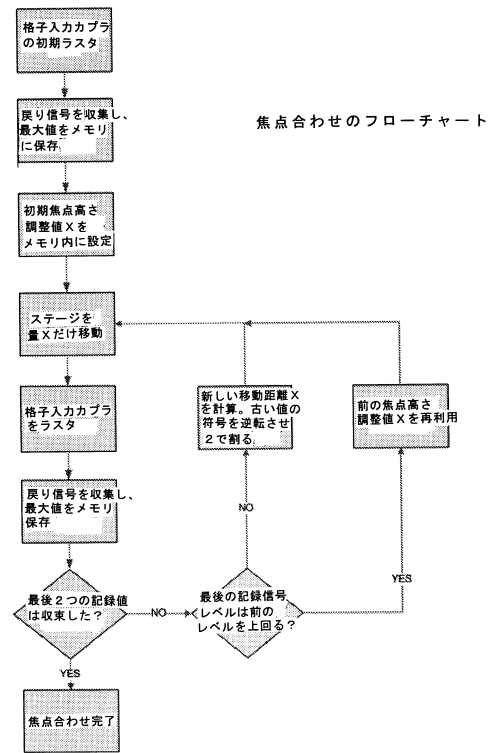 格子入力カプラ
の初期ラスタ
焦点合わせのフローチャート
戻り信号を収集し、
最大値をメモリ
に保存
初期焦点高さ
調整値Xを
メモリ内に設定
ステージを
量Xだけ移動
新しい移動距離X
を計算。古い値の
符号を逆転させ
2で割る
前の焦点高さ
調整値Xを再利用
格子入力カプラ
をラスタ
戻り信号を収集し、
最大値をメモリ
保存
NO
YES
最後2つの記録値
は収束した?
NO
最後の記録信号
レベルは前の
レベルを上回る?
YES
焦点合わせ完了